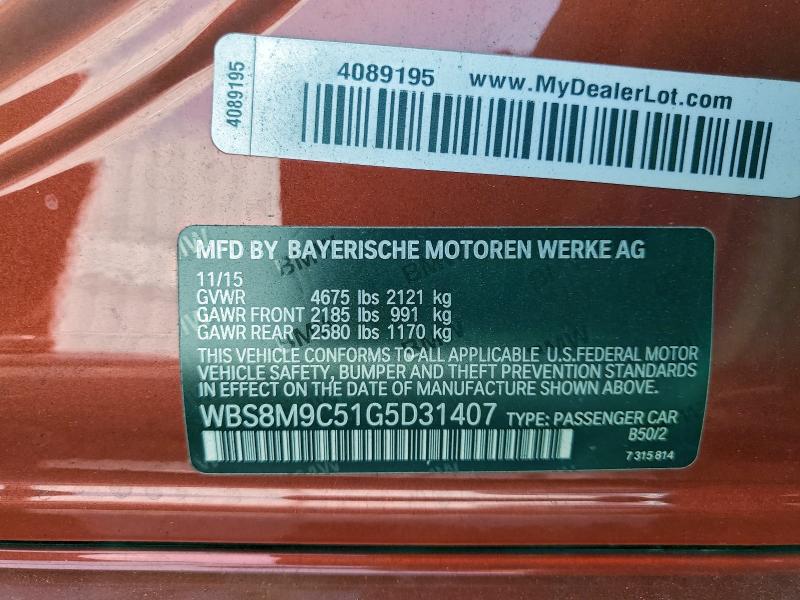 4089195
4089195 www.MyDealerLot.com
MFD BY BAYERISCHE MOTOREN WERKE AG
11/15
GVWR 4675 lbs 2121 kg
GAWR FRONT 2185 lbs 991 kg
GAWR REAR 2580 lbs 1170 kg
THIS VEHICLE CONFORMS TO ALL APPLICABLE U.S.FEDERAL MOTOR
VEHICLE SAFETY, BUMPER AND THEFT PREVENTION STANDARDS
IN EFFECT ON THE DATE OF MANUFACTURE SHOWN ABOVE.
WBS8M9C51G5D31407 TYPE: PASSENGER CAR
B50/2
7 315 814